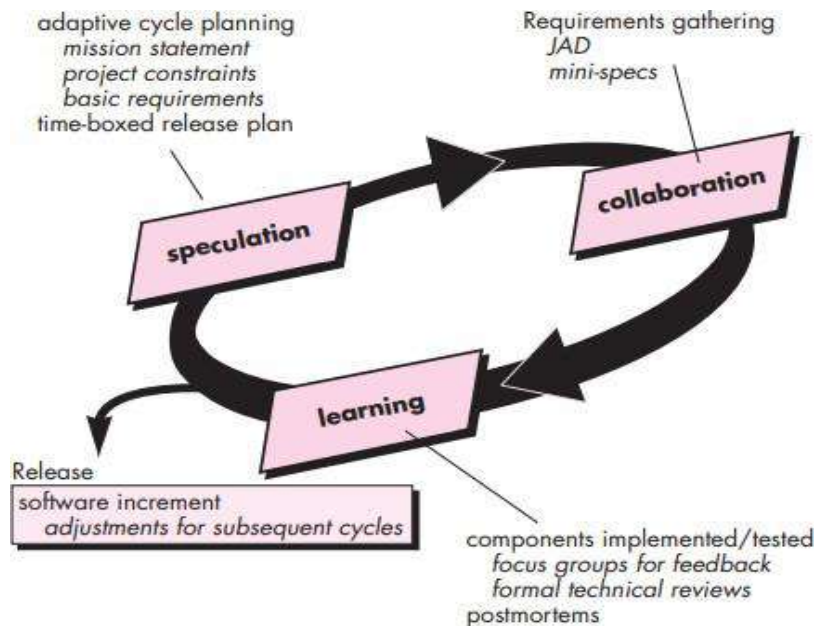 adaptive cycle planning
mission statement
project constraints
basic requirements
time-boxed release plan
Requirements gathering
JAD
mini-specs
speculation
collaboration
learning
Release
software increment
adjustments for subsequent cycles
components implemented/tested
focus groups for feedback
formal technical reviews
postmortems